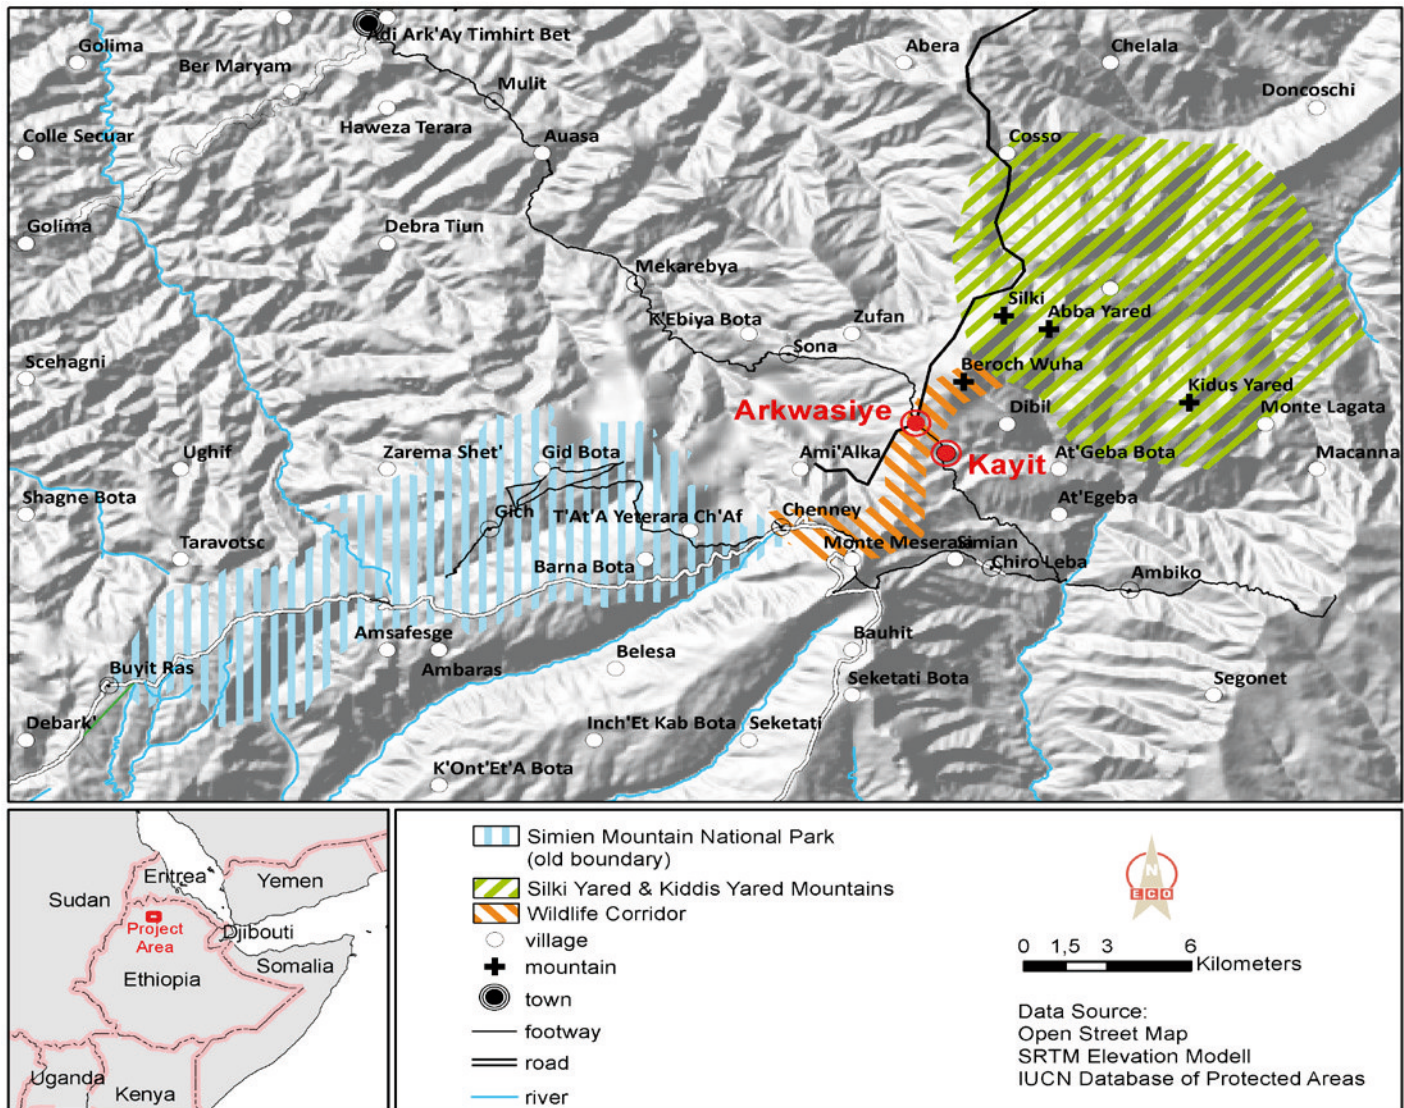 Adi Ark'Ay Timhirt Bet
Golima
Abera
Chelala
Ber Maryam
Mulit
Doncoschi
Haweza Terara
Colle Secuar
Auasa
Cosso
Golima
Debra Tiun
Mekarebya
Silki
Abba Yared
K'Ebiya Bota
Zufan
Sona
Scehagni
Beroch Wuha
Kidus Yared
Arkwasiye
Dibil
Monte Lagata
Ughif
Zarema Shet'
Gid Bota
Ami'Alka
Kayit
At'Geba Bota
Macanna
Shagne Bota
At'Egeba
Gich
T'At'A Yeterara Ch'Af
Chenney
Taravotsc
Barna Bota
Monte Meserata
Simian
Chiro Leba
Ambiko
Amsafesge
Bauhit
Buyit Ras
Ambaras
Belesa
Seketati Bota
Segonet
Debark'
Inch'Et Kab Bota
Seketati
K'Ont'Et'A Bota
Sudan
Eritrea
Yemen
Project
Area
Djibouti
Ethiopia
Somalia
Uganda
Kenya
Simien Mountain National Park
(old boundary)
Silki Yared & Kiddis Yared Mountains
Wildlife Corridor
village
mountain
town
footway
road
river
N
E C O
0 1,5 3 6
Kilometers
Data Source:
Open Street Map
SRTM Elevation Modell
IUCN Database of Protected Areas